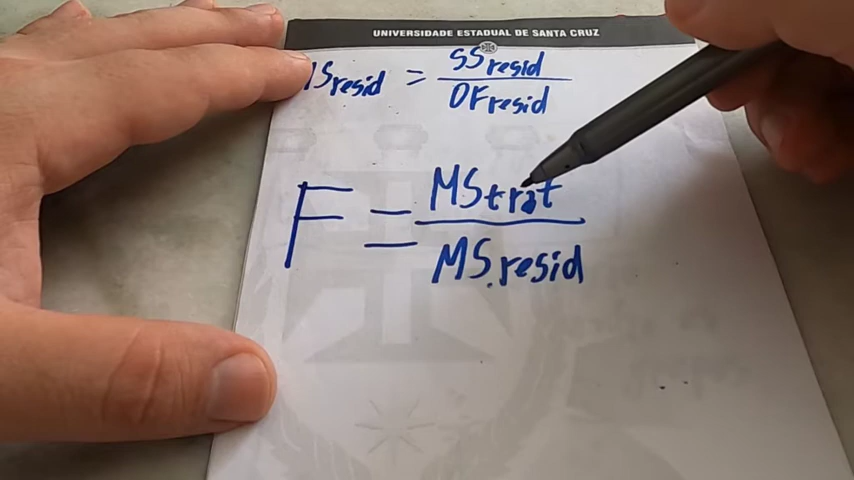 UNIVERSIDADE ESTADUAL DE SANTA CRUZ
MSresid = SSresid / DFresid
F = MStrat / MSresid